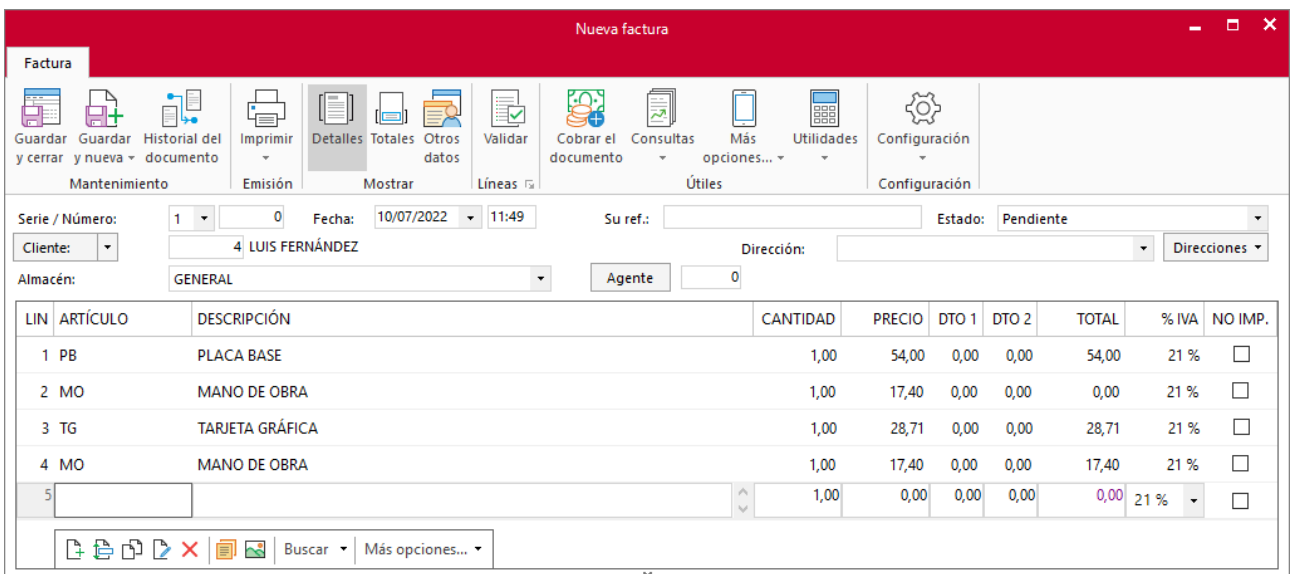 Nueva factura
Factura
Guardar y cerrar
Guardar y nueva
Historial del documento
Imprimir
Detalles
Totales
Otros datos
Validar
Cobrar el documento
Consultas
Más opciones...
Utilidades
Configuración
Mantenimiento Emisión Mostrar Líneas Útiles Configuración
Serie / Número: 1 0 Fecha: 10/07/2022 11:49 Su ref.: Estado: Pendiente
Cliente: 4 LUIS FERNÁNDEZ Dirección: Direcciones
Almacén: GENERAL Agente 0
LIN ARTÍCULO DESCRIPCIÓN CANTIDAD PRECIO DTO 1 DTO 2 TOTAL % IVA NO IMP.
1 PB PLACA BASE 1,00 54,00 0,00 0,00 54,00 21 %
2 MO MANO DE OBRA 1,00 17,40 0,00 0,00 0,00 21 %
3 TG TARJETA GRÁFICA 1,00 28,71 0,00 0,00 28,71 21 %
4 MO MANO DE OBRA 1,00 17,40 0,00 0,00 17,40 21 %
5 1,00 0,00 0,00 0,00 0,00 21 %
Buscar Más opciones...